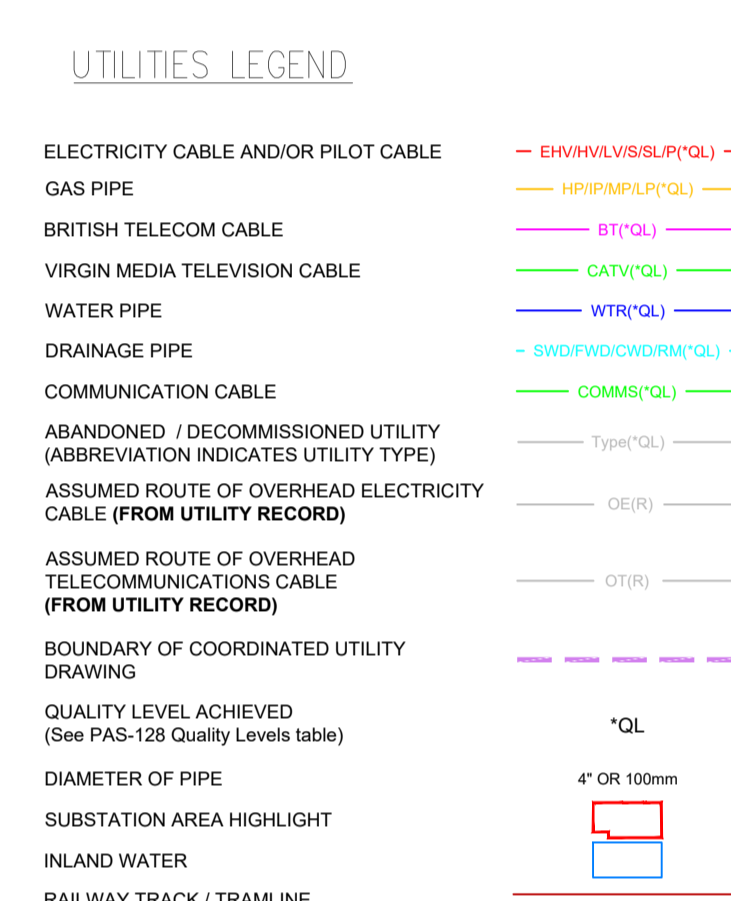 UTILITIES LEGEND
ELECTRICITY CABLE AND/OR PILOT CABLE EHV/HV/LV/S/SL/P(*QL)
GAS PIPE HP/IP/MP/LP(*QL)
BRITISH TELECOM CABLE BT(*QL)
VIRGIN MEDIA TELEVISION CABLE CATV(*QL)
WATER PIPE WTR(*QL)
DRAINAGE PIPE SWD/FWD/CWD/RM(*QL)
COMMUNICATION CABLE COMMS(*QL)
ABANDONED / DECOMMISSIONED UTILITY
(ABBREVIATION INDICATES UTILITY TYPE) Type(*QL)
ASSUMED ROUTE OF OVERHEAD ELECTRICITY
CABLE (FROM UTILITY RECORD) OE(R)
ASSUMED ROUTE OF OVERHEAD
TELECOMMUNICATIONS CABLE OT(R)
(FROM UTILITY RECORD)
BOUNDARY OF COORDINATED UTILITY
DRAWING
QUALITY LEVEL ACHIEVED
(See PAS-128 Quality Levels table) *QL
DIAMETER OF PIPE 4" OR 100mm
SUBSTATION AREA HIGHLIGHT
INLAND WATER
RAILWAY TRACK / TRAMLINE